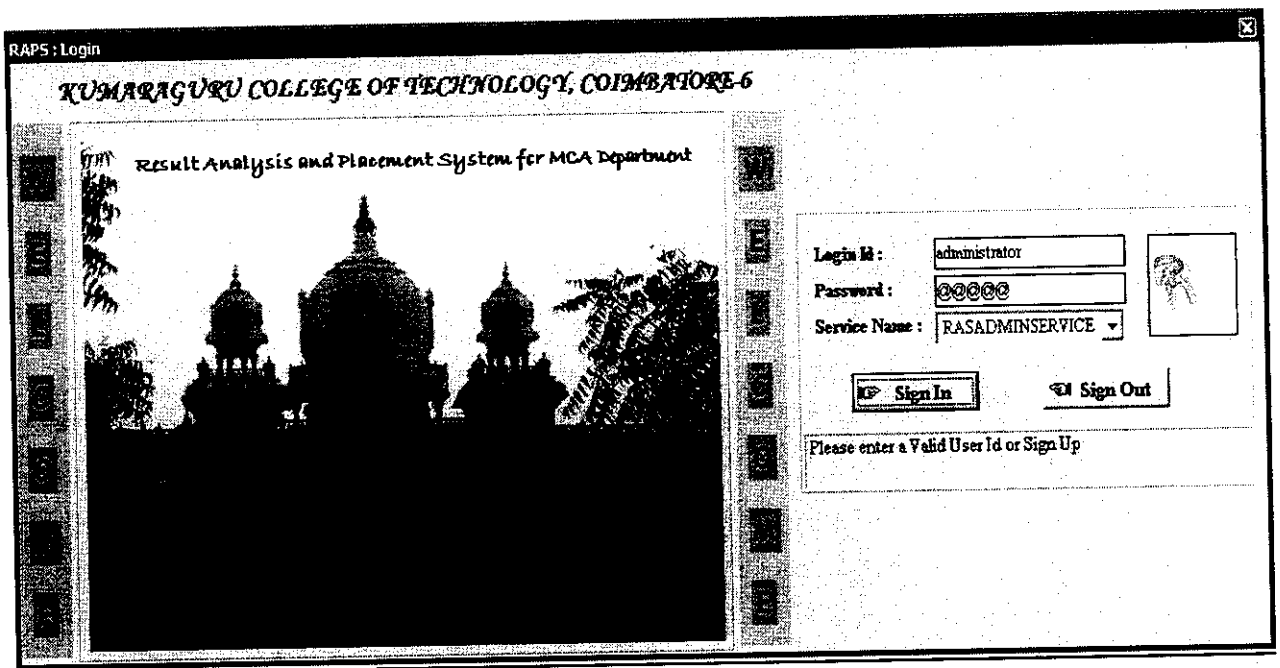 RAPS : Login
KUMARAGURU COLLEGE OF TECHNOLOGY, COIMBATORE-6
Result Analysis and Placement System for MCA Department
Login Id : administrator
Password : @@@@@
Service Name : RASADMINSERVICE
Sign In Sign Out
Please enter a Valid User Id or Sign Up